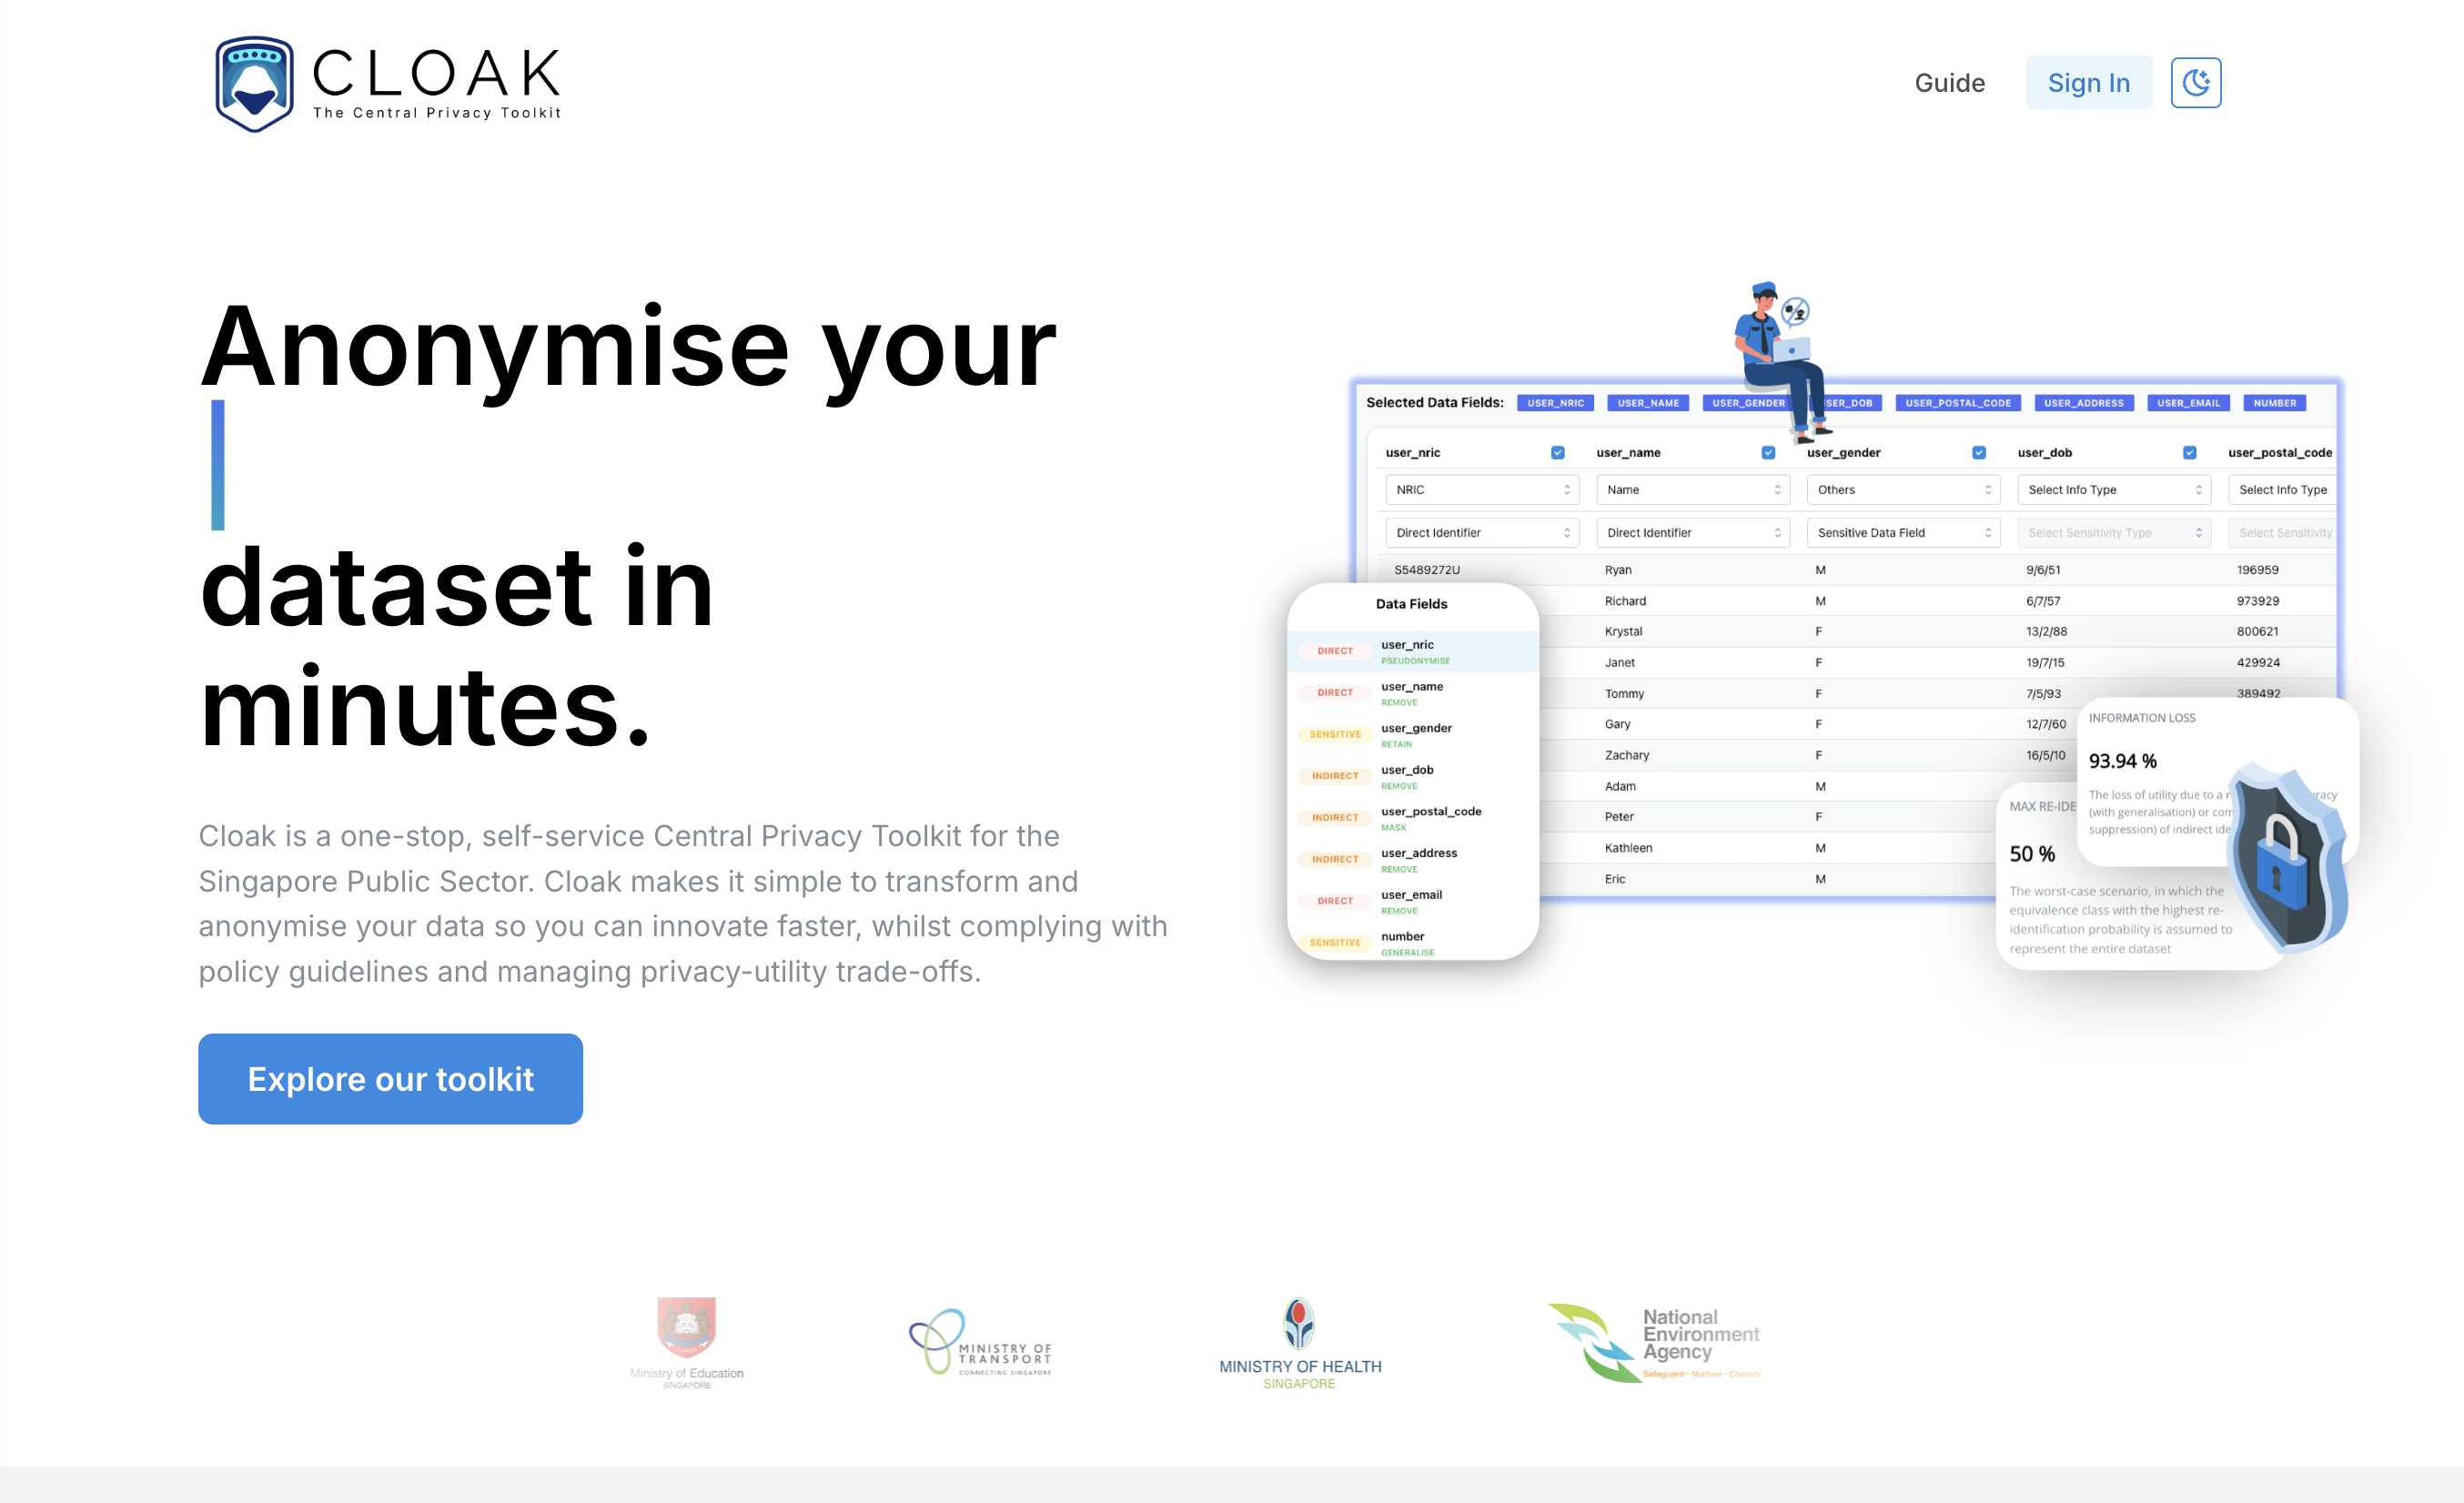 CLOAK
The Central Privacy Toolkit
Guide
Sign In
Anonymise your
dataset in
minutes.
Cloak is a one-stop, self-service Central Privacy Toolkit for the
Singapore Public Sector. Cloak makes it simple to transform and
anonymise your data so you can innovate faster, whilst complying with
policy guidelines and managing privacy-utility trade-offs.
Explore our toolkit
Selected Data Fields: USER_NRIC USER_NAME USER_GENDER USER_DOB USER_POSTAL_CODE USER_ADDRESS USER_EMAIL NUMBER
user_nric user_name user_gender user_dob user_postal_code
NRIC Name Others Select Info Type Select Info Type
Direct Identifier Direct Identifier Sensitive Data Field Select Sensitivity Type Select Sensitivity
S5489272U Ryan M 9/6/51 196959
Richard M 6/7/57 973929
Krystal F 13/2/88 800621
Janet F 19/7/15 429924
Tommy F 7/5/93 389492
Gary F 12/7/60
Zachary F 16/5/10
Adam M
Peter F
Kathleen M
Eric M
Data Fields
DIRECT user_nric
PSEUDONYMISE
DIRECT user_name
REMOVE
SENSITIVE user_gender
RETAIN
INDIRECT user_dob
REMOVE
INDIRECT user_postal_code
MASK
INDIRECT user_address
REMOVE
DIRECT user_email
REMOVE
SENSITIVE number
GENERALISE
INFORMATION LOSS
93.94 %
The loss of utility due to a
(with generalisation) or
suppression) of indirect
MAX
50 %
The worst-case scenario, in which the
equivalence class with the highest re-
identification probability is assumed to
represent the entire dataset
Ministry of Education
SINGAPORE
MINISTRY OF
TRANSPORT
CONNECTING SINGAPORE
MINISTRY OF HEALTH
SINGAPORE
National
Environment
Agency
Safeguard • Nurture • Cherish